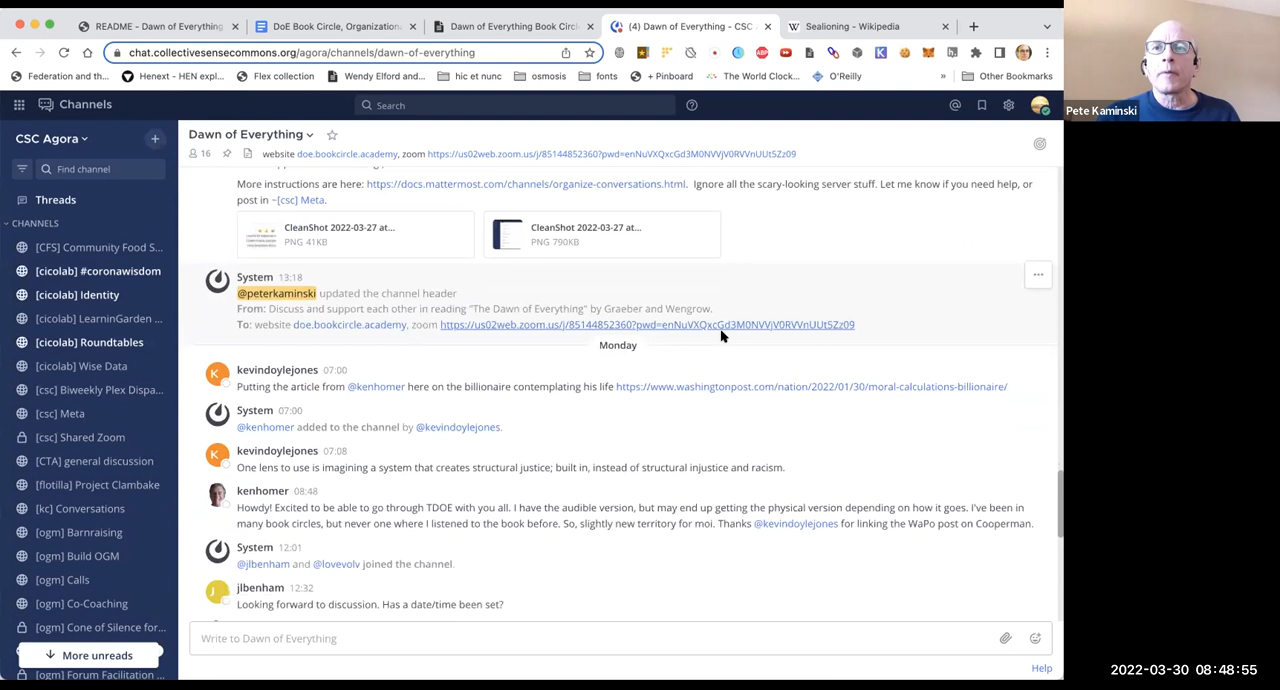 README - Dawn of Everything
DoE Book Circle, Organization
Dawn of Everything Book Circ
(4) Dawn of Everything - CSC
Sealioning - Wikipedia
chat.collectivesensecommons.org/agora/channels/dawn-of-everything
Federation and th...
Henext - HEN expl...
Flex collection
Wendy Elford and...
hic et nunc
osmosis
fonts
+ Pinboard
The World Clock...
O'Reilly
»
Other Bookmarks
Pete Kaminski
Channels
Search
CSC Agora
Find channel
Threads
CHANNELS
[CFS] Community Food S...
[cicolab] #coronawisdom
[cicolab] Identity
[cicolab] LearninGarden ...
[cicolab] Roundtables
[cicolab] Wise Data
[csc] Biweekly Plex Dispa...
[csc] Meta
[csc] Shared Zoom
[CTA] general discussion
[flotilla] Project Clambake
[kc] Conversations
[ogm] Barnraising
[ogm] Build OGM
[ogm] Calls
[ogm] Co-Coaching
[ogm] Cone of Silence for...
More unreads
[ogm] Forum Facilitation ...
Dawn of Everything
16
website doe.bookcircle.academy, zoom https://us02web.zoom.us/j/85144852360?pwd=enNuVXQxcGd3M0NVVjV0RVVnUUt5Zz09
More instructions are here: https://docs.mattermost.com/channels/organize-conversations.html. Ignore all the scary-looking server stuff. Let me know if you need help, or
post in ~[csc] Meta.
CleanShot 2022-03-27 at...
PNG 41KB
CleanShot 2022-03-27 at...
PNG 790KB
System 13:18
@peterkaminski updated the channel header
From: Discuss and support each other in reading "The Dawn of Everything" by Graeber and Wengrow.
To: website doe.bookcircle.academy, zoom https://us02web.zoom.us/j/85144852360?pwd=enNuVXQxcGd3M0NVVjV0RVVnUUt5Zz09
Monday
kevindoylejones 07:00
Putting the article from @kenhomer here on the billionaire contemplating his life https://www.washingtonpost.com/nation/2022/01/30/moral-calculations-billionaire/
System 07:00
@kenhomer added to the channel by @kevindoylejones.
kevindoylejones 07:08
One lens to use is imagining a system that creates structural justice; built in, instead of structural injustice and racism.
kenhomer 08:48
Howdy! Excited to be able to go through TDOE with you all. I have the audible version, but may end up getting the physical version depending on how it goes. I've been in
many book circles, but never one where I listened to the book before. So, slightly new territory for moi. Thanks @kevindoylejones for linking the WaPo post on Cooperman.
System 12:01
@jlbenham and @lovevolv joined the channel.
jlbenham 12:32
Looking forward to discussion. Has a date/time been set?
Write to Dawn of Everything
Help
2022-03-30 08:48:55